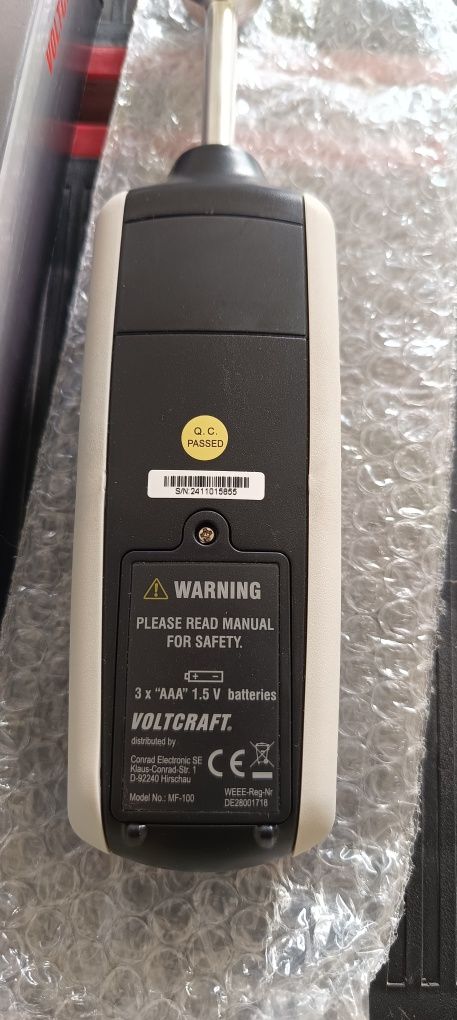 Q. C.
PASSED
S/N:2411015855
WARNING
PLEASE READ MANUAL
FOR SAFETY.
3 x "AAA" 1.5 V batteries
VOLTCRAFT®
distributed by
Conrad Electronic SE
Klaus-Conrad-Str. 1
D-92240 Hirschau
CE
Model No.: MF-100
WEEE-Reg-Nr
DE28001718